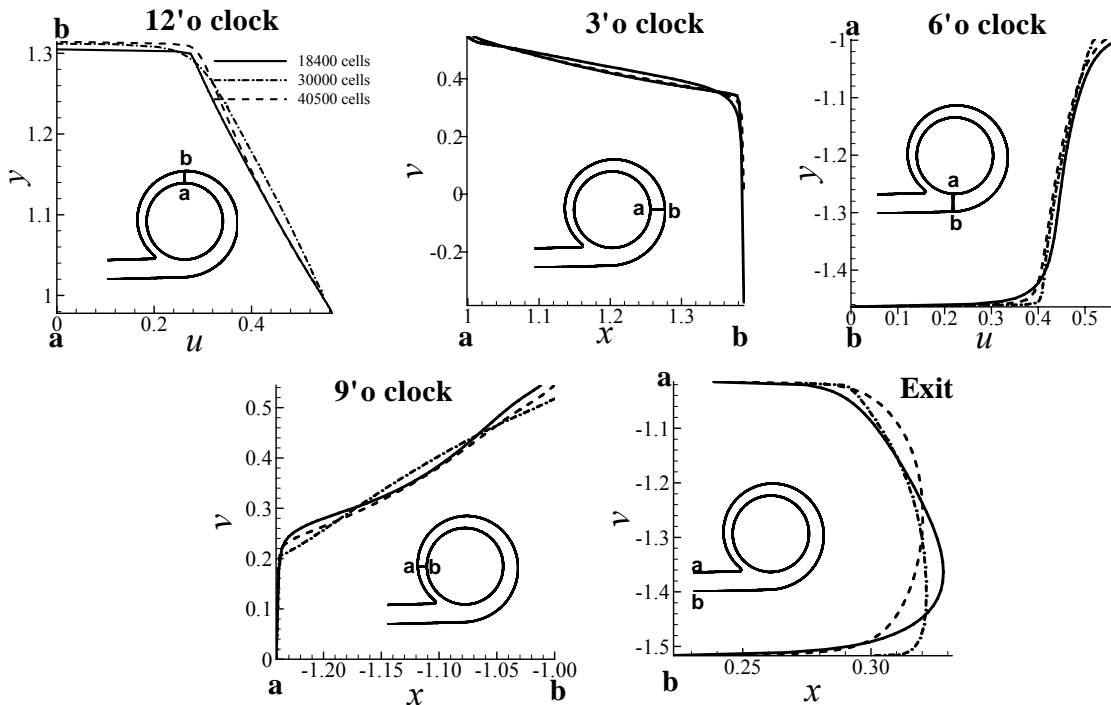 12'o clock
b
1.3
1.2
1.1
1
y
0
0.2
0.4
a
u
18400 cells
30000 cells
40500 cells
b
a
3'o clock
0.4
0.2
0
-0.2
v
1
1.1
1.2
1.3
a
x
b
a
b
6'o clock
a
-1
-1.1
-1.2
-1.3
-1.4
y
0
0.1
0.2
0.3
0.4
0.5
b
u
a
b
9'o clock
0.5
0.4
0.3
0.2
0.1
0
v
-1.20
-1.15
-1.10
-1.05
-1.00
a
x
b
a
b
Exit
a
-1.1
-1.2
-1.3
-1.4
-1.5
v
0.25
0.30
b
x
a
b